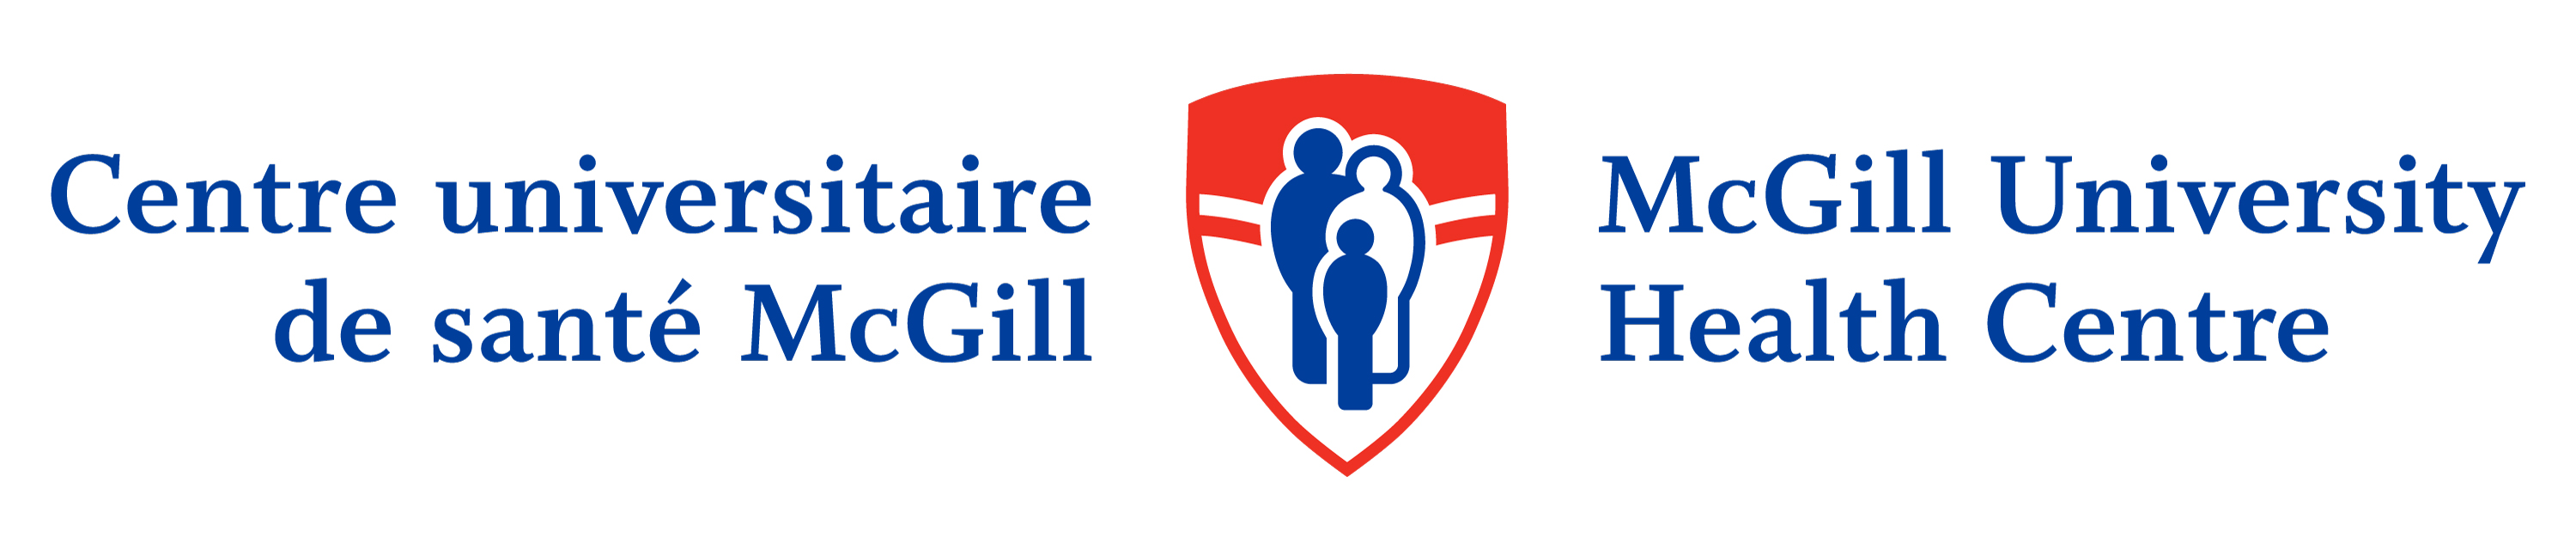 Centre universitaire
de santé McGill
McGill University
Health Centre